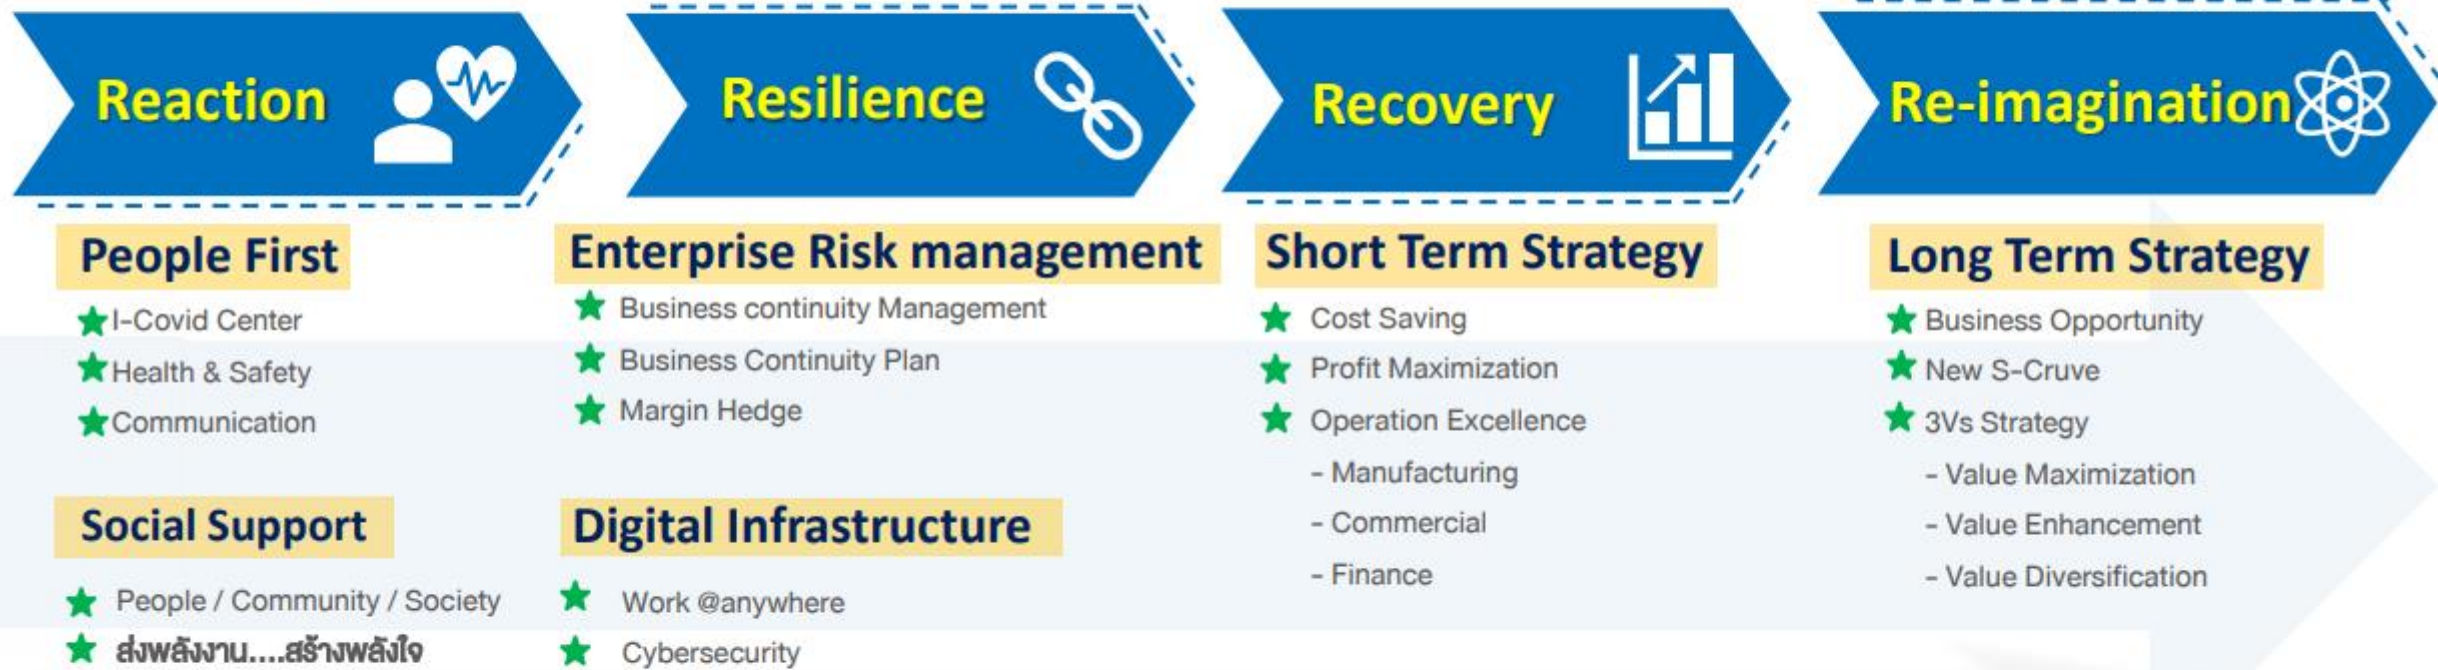 Reaction
People First
I-Covid Center
Health & Safety
Communication
Social Support
People / Community / Society
ส่งพลังงาน....สร้างพลังใจ
Resilience
Enterprise Risk management
Business continuity Management
Business Continuity Plan
Margin Hedge
Digital Infrastructure
Work @anywhere
Cybersecurity
Recovery
Short Term Strategy
Cost Saving
Profit Maximization
Operation Excellence
- Manufacturing
- Commercial
- Finance
Re-imagination
Long Term Strategy
Business Opportunity
New S-Cruve
3Vs Strategy
- Value Maximization
- Value Enhancement
- Value Diversification